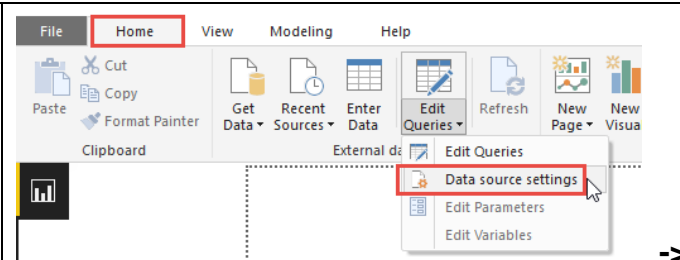 File Home View Modeling Help
Cut
Copy
Paste
Format Painter
Get Data
Recent Sources
Enter Data
Edit Queries
Refresh
New Page
New Visua
Clipboard
External da
Edit Queries
Data source settings
Edit Parameters
Edit Variables
->